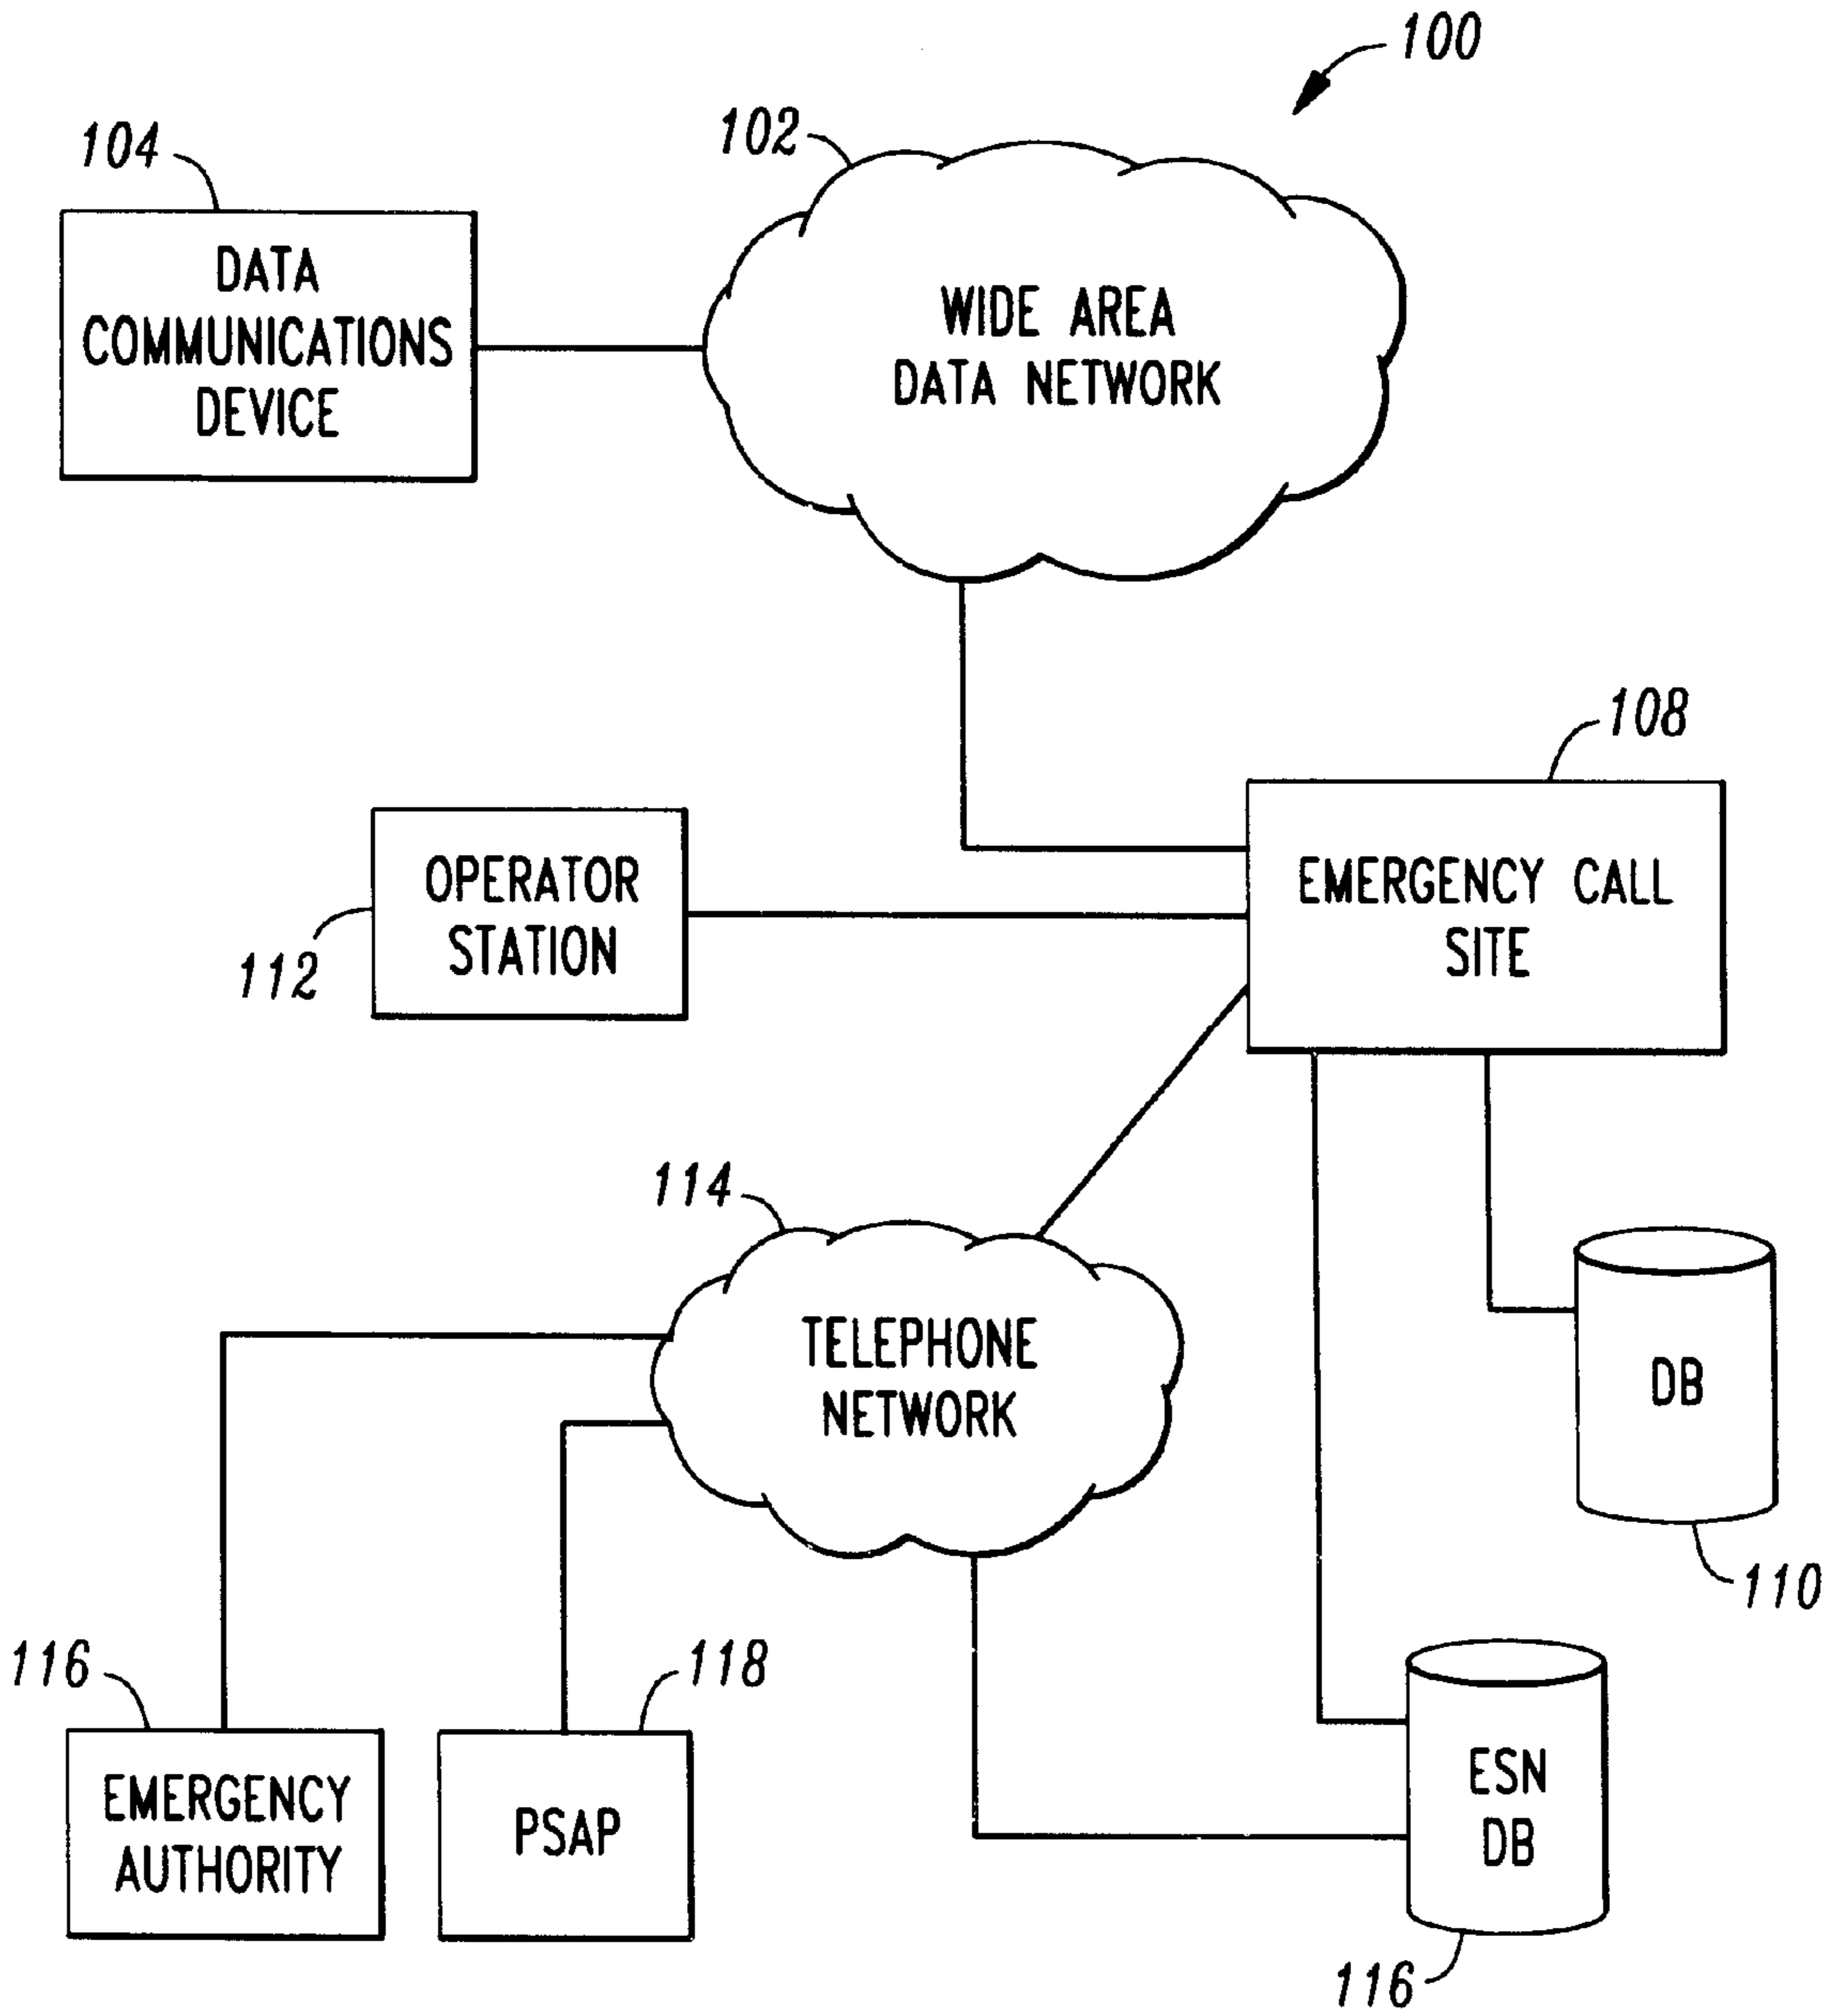 100
102
104
DATA
COMMUNICATIONS
DEVICE
WIDE AREA
DATA NETWORK
108
OPERATOR
STATION
112
EMERGENCY CALL
SITE
114
TELEPHONE
NETWORK
DB
110
116
118
EMERGENCY
AUTHORITY
PSAP
ESN
DB
116